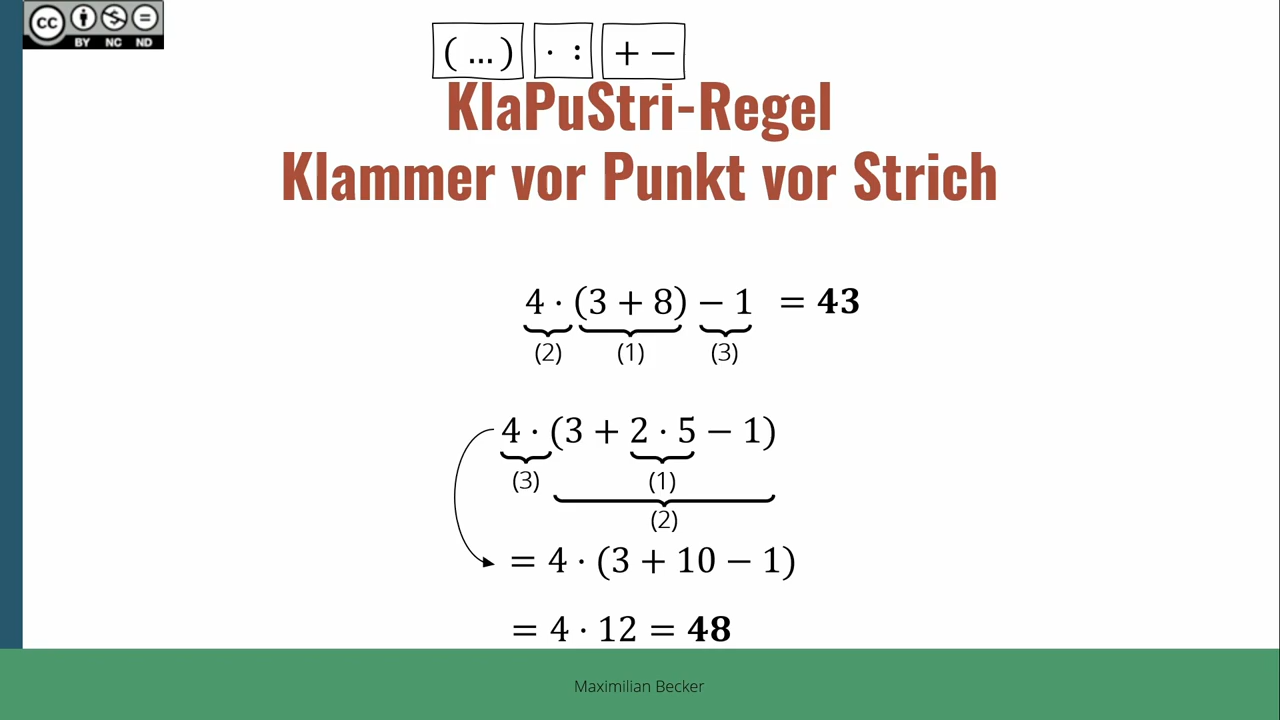 CC BY NC ND
( ... ) · : + −
KlaPuStri-Regel
Klammer vor Punkt vor Strich
4 · (3 + 8) − 1 = 43
(2) (1) (3)
4 · (3 + 2 · 5 − 1)
(3) (1)
(2)
= 4 · (3 + 10 − 1)
= 4 · 12 = 48
Maximilian Becker